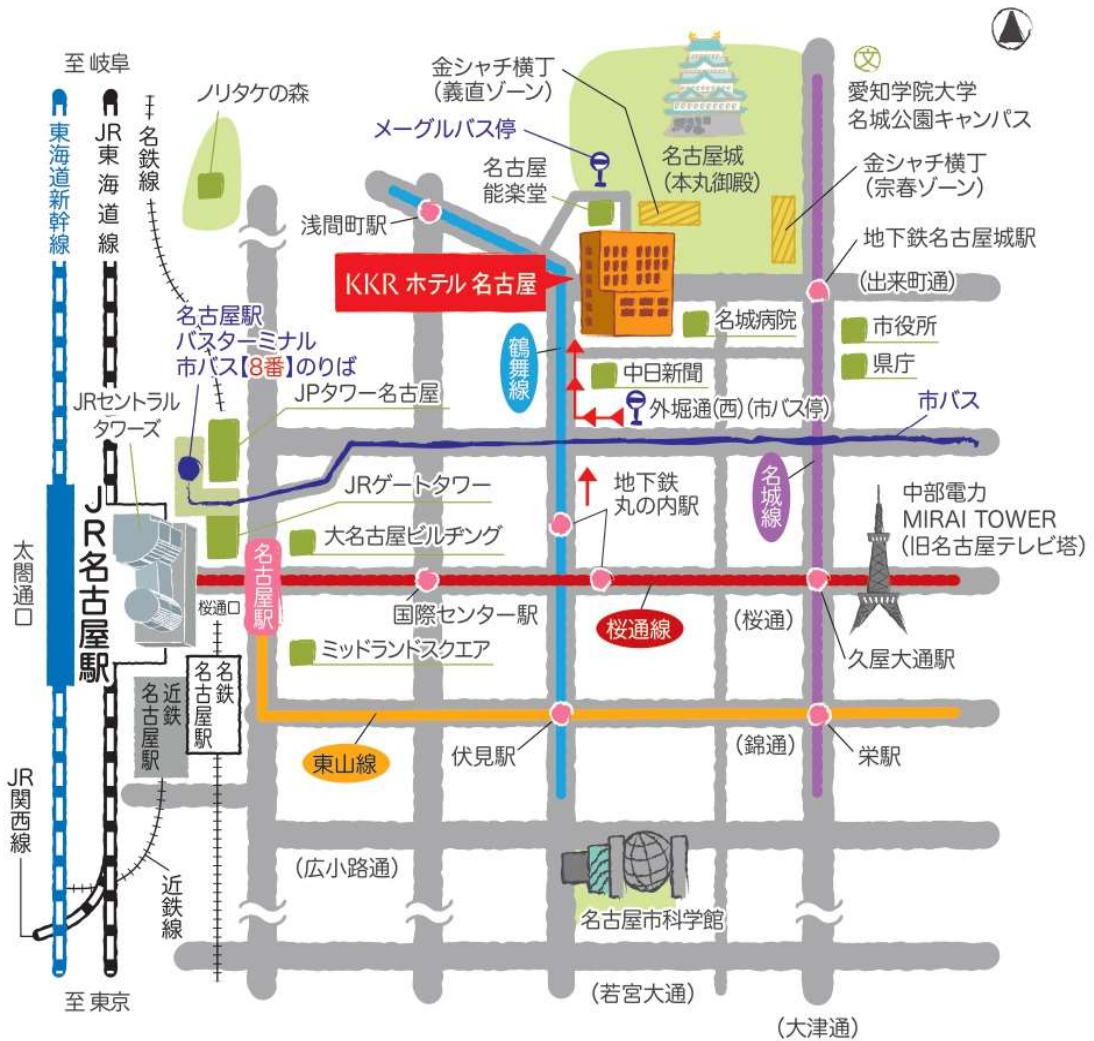 至 岐阜
東海道新幹線
JR東海道線
名鉄線
ノリタケの森
金シャチ横丁
(義直ゾーン)
メーグルバス停
名古屋
能楽堂
名古屋城
(本丸御殿)
文
愛知学院大学
名城公園キャンパス
金シャチ横丁
(宗春ゾーン)
浅間町駅
地下鉄名古屋城駅
(出来町通)
KKR ホテル 名古屋
名古屋駅
バスターミナル
市バス【8番】のりば
鶴舞線
名城病院
市役所
県庁
中日新聞
JRセントラル
タワーズ
JPタワー名古屋
外堀通(西)(市バス停)
市バス
JRゲートタワー
地下鉄
丸の内駅
名城線
中部電力
MIRAI TOWER
(旧名古屋テレビ塔)
大名古屋ビルヂング
太閤通口
JR名古屋駅
名古屋駅
桜通口
国際センター駅
桜通線
(桜通)
久屋大通駅
ミッドランドスクエア
近鉄
名古屋駅
名鉄
名古屋駅
東山線
伏見駅
(錦通)
栄駅
JR関西線
近鉄線
(広小路通)
名古屋市科学館
至 東京
(若宮大通)
(大津通)